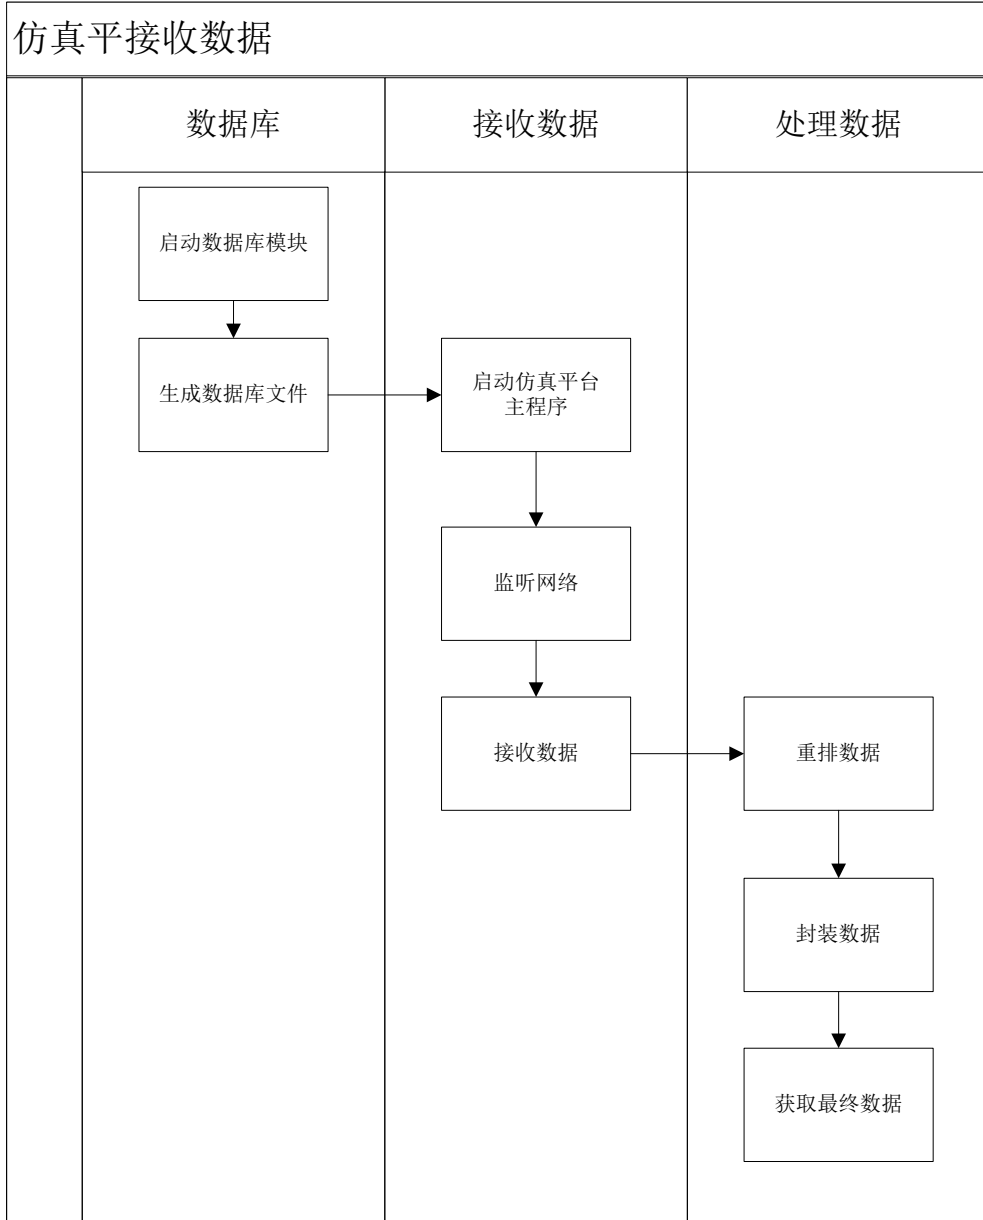 仿真平接收数据
数据库
接收数据
处理数据
启动数据库模块
生成数据库文件
启动仿真平台
主程序
监听网络
接收数据
重排数据
封装数据
获取最终数据